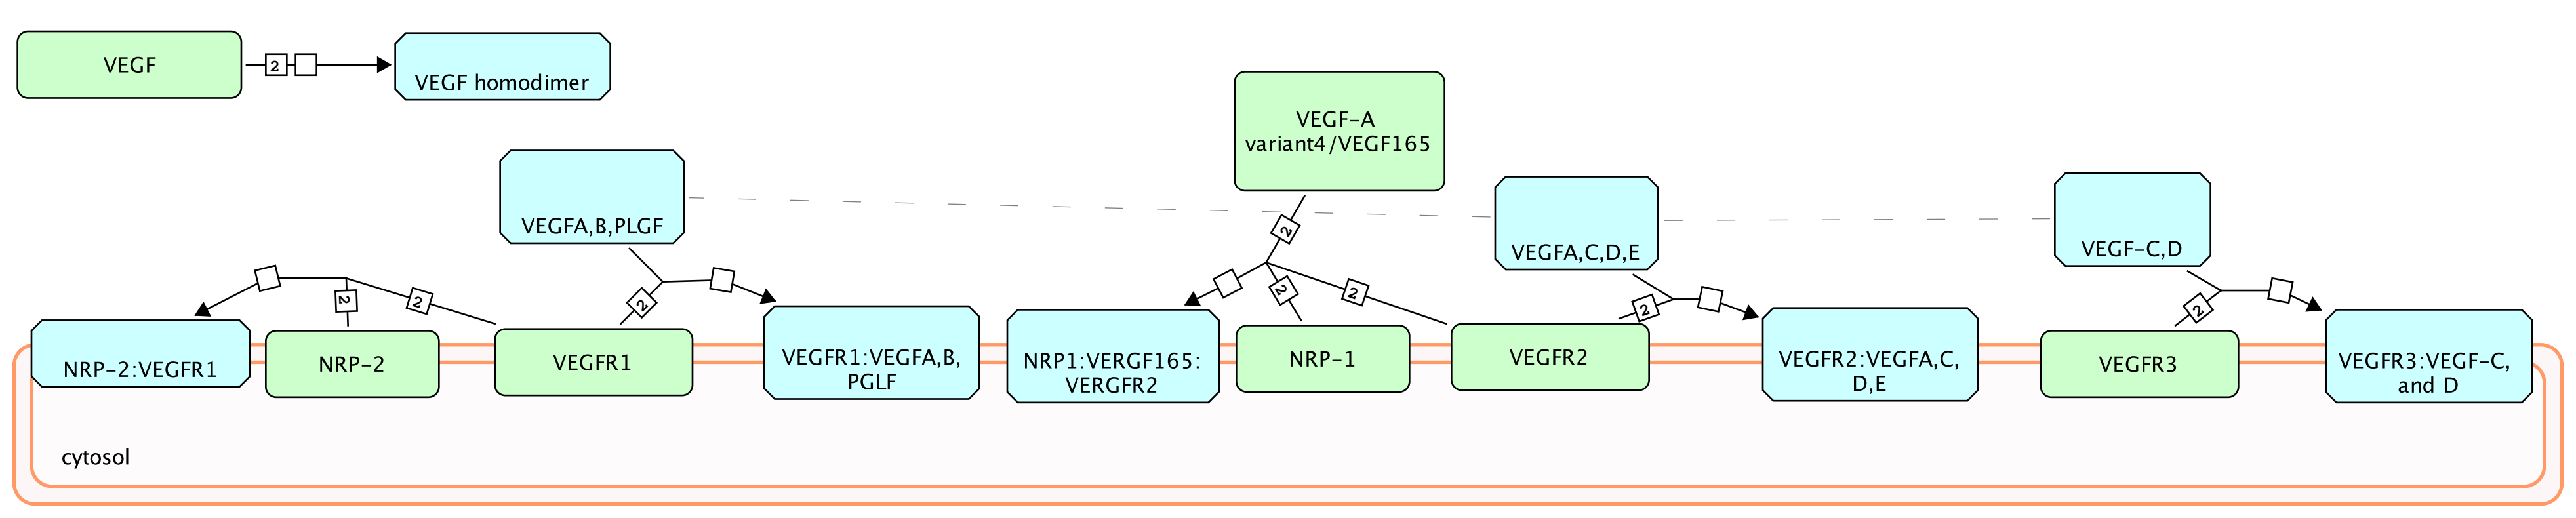 VEGF
2
VEGF homodimer
VEGF-A
variant4/VEGF165
VEGFA,B,PLGF
2
VEGFA,C,D,E
VEGF-C,D
2
2
2
2
2
2
2
2
NRP-2:VEGFR1
NRP-2
VEGFR1
VEGFR1:VEGFA,B,
PGLF
NRP1:VERGF165:
VERGFR2
NRP-1
VEGFR2
VEGFR2:VEGFA,C,
D,E
VEGFR3
VEGFR3:VEGF-C,
and D
cytosol